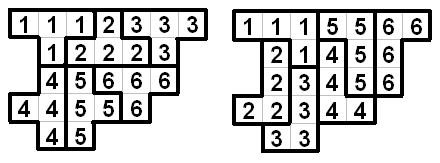 1 1 1 2 3 3 3
1 2 2 2 3
4 5 6 6 6
4 4 5 5 6
4 5
1 1 1 5 5 6 6
2 1 4 5 6
2 3 4 5 6
2 2 3 4 4
3 3